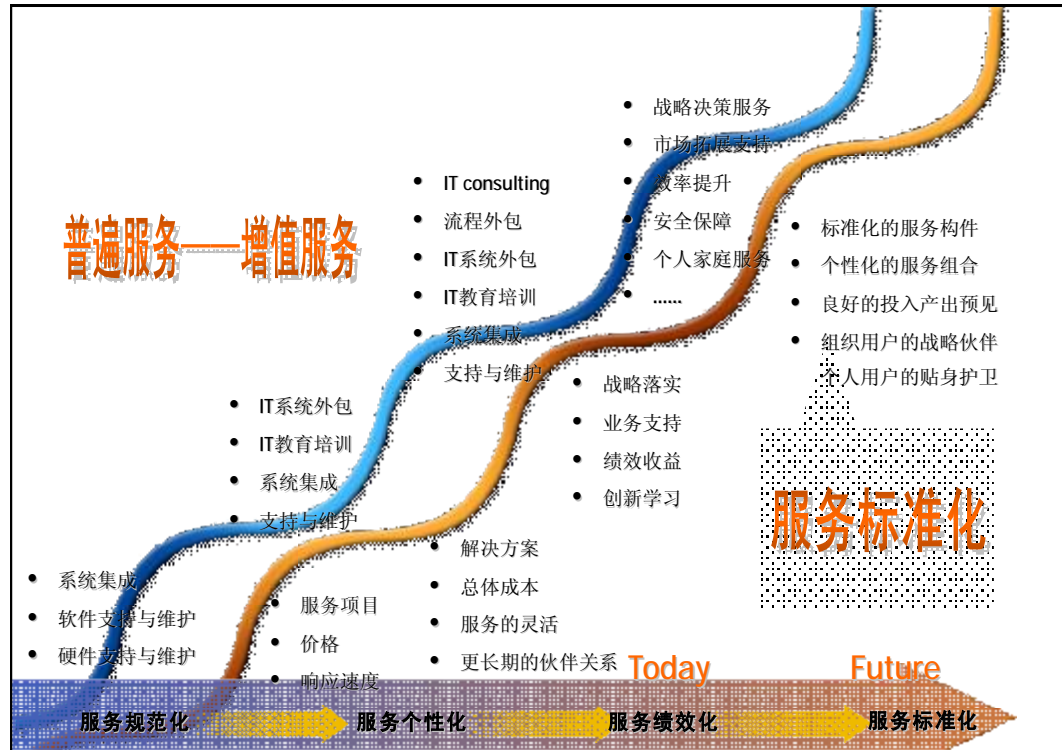 普遍服务——增值服务
• 战略决策服务
• 市场拓展支持
• 效率提升
• 安全保障
• 个人家庭服务
• ......
• IT consulting
• 流程外包
• IT系统外包
• IT教育培训
• 系统集成
• 支持与维护
• 标准化的服务构件
• 个性化的服务组合
• 良好的投入产出预见
• 组织用户的战略伙伴
个人用户的贴身护卫
• IT系统外包
• IT教育培训
• 系统集成
• 支持与维护
• 战略落实
• 业务支持
• 绩效收益
• 创新学习
服务标准化
• 系统集成
• 软件支持与维护
• 硬件支持与维护
• 服务项目
• 价格
• 响应速度
• 解决方案
• 总体成本
• 服务的灵活
• 更长期的伙伴关系
Today
Future
服务规范化
服务个性化
服务绩效化
服务标准化